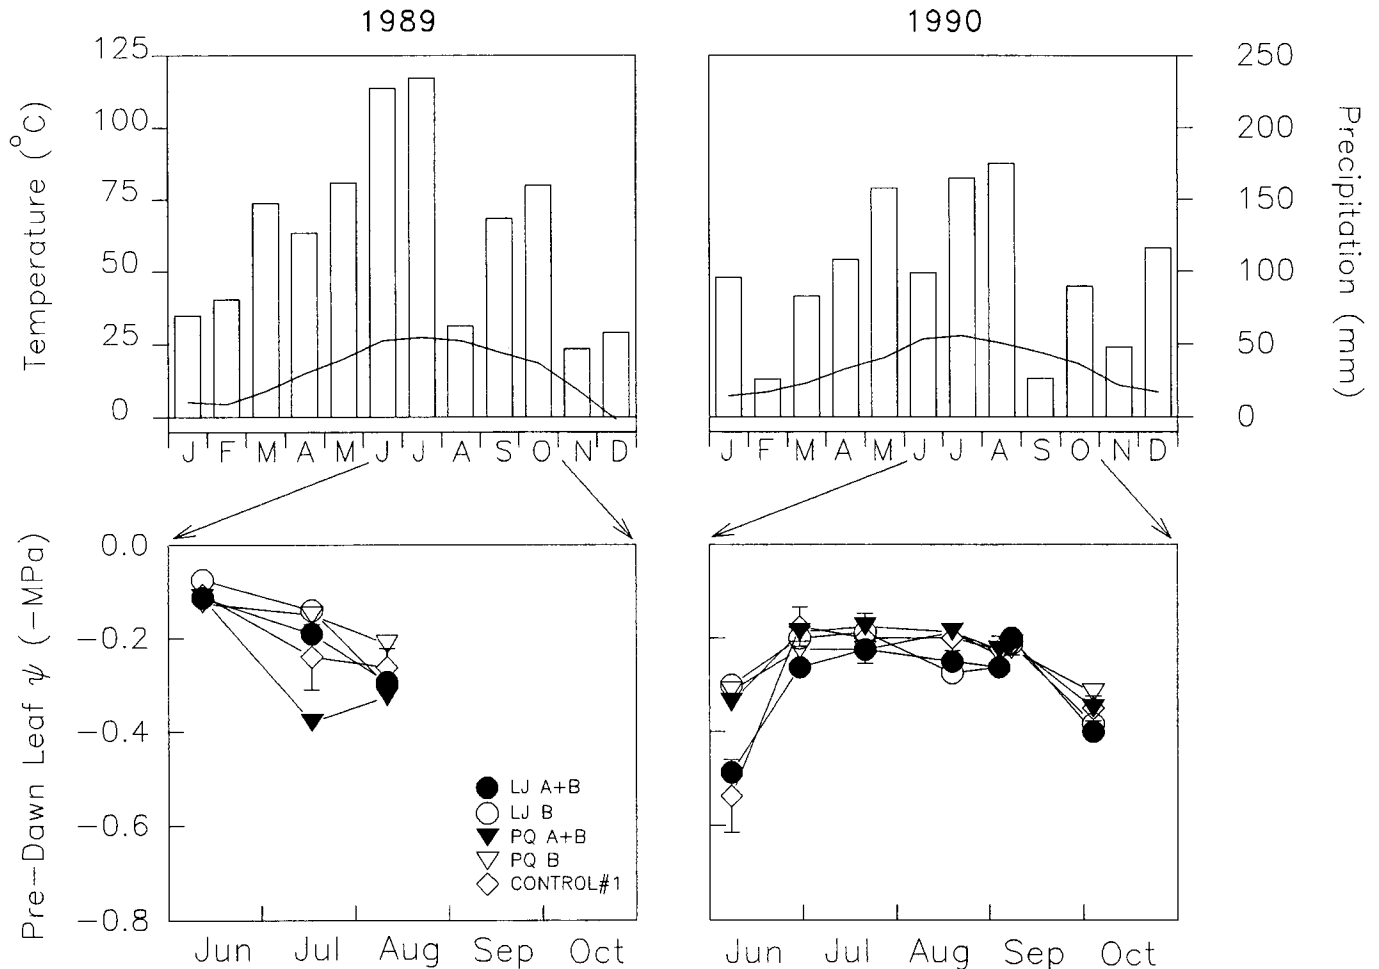 1989
1990
Temperature (°C)
125
100
75
50
25
0
250
200
150
100
50
0
Precipitation (mm)
J F M A M J J A S O N D
J F M A M J J A S O N D
Pre-Dawn Leaf ψ (-MPa)
0.0
-0.2
-0.4
-0.6
-0.8
LJ A+B
LJ B
PQ A+B
PQ B
CONTROL#1
Jun Jul Aug Sep Oct
Jun Jul Aug Sep Oct